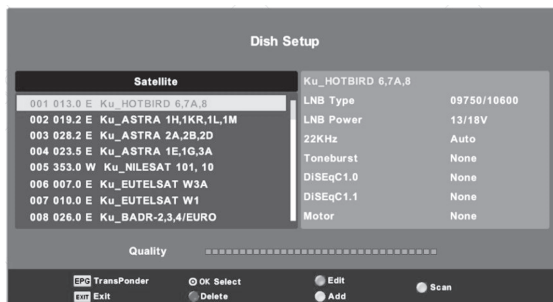 Dish Setup
Satellite
001 013.0 E Ku_HOTBIRD 6,7A,8
002 019.2 E Ku_ASTRA 1H,1KR,1L,1M
003 028.2 E Ku_ASTRA 2A,2B,2D
004 023.5 E Ku_ASTRA 1E,1G,3A
005 353.0 W Ku_NILESAT 101, 10
006 007.0 E Ku_EUTELSAT W3A
007 010.0 E Ku_EUTELSAT W1
008 026.0 E Ku_BADR-2,3,4/EURO
Ku_HOTBIRD 6,7A,8
LNB Type 09750/10600
LNB Power 13/18V
22KHz Auto
Toneburst None
DiSEqC1.0 None
DiSEqC1.1 None
Motor None
Quality
EPG TransPonder OK Select Edit Scan
EXIT Exit Delete Add